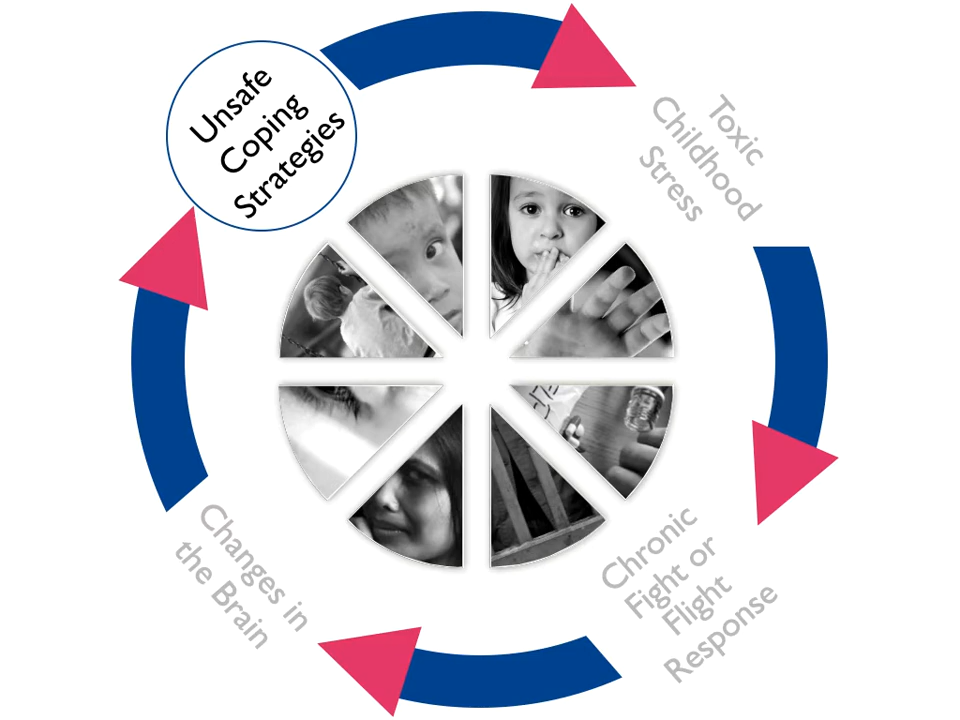 Unsafe
Coping
Strategies
Toxic
Childhood
Stress
Chronic
Fight or
Flight
Response
Changes in
the Brain